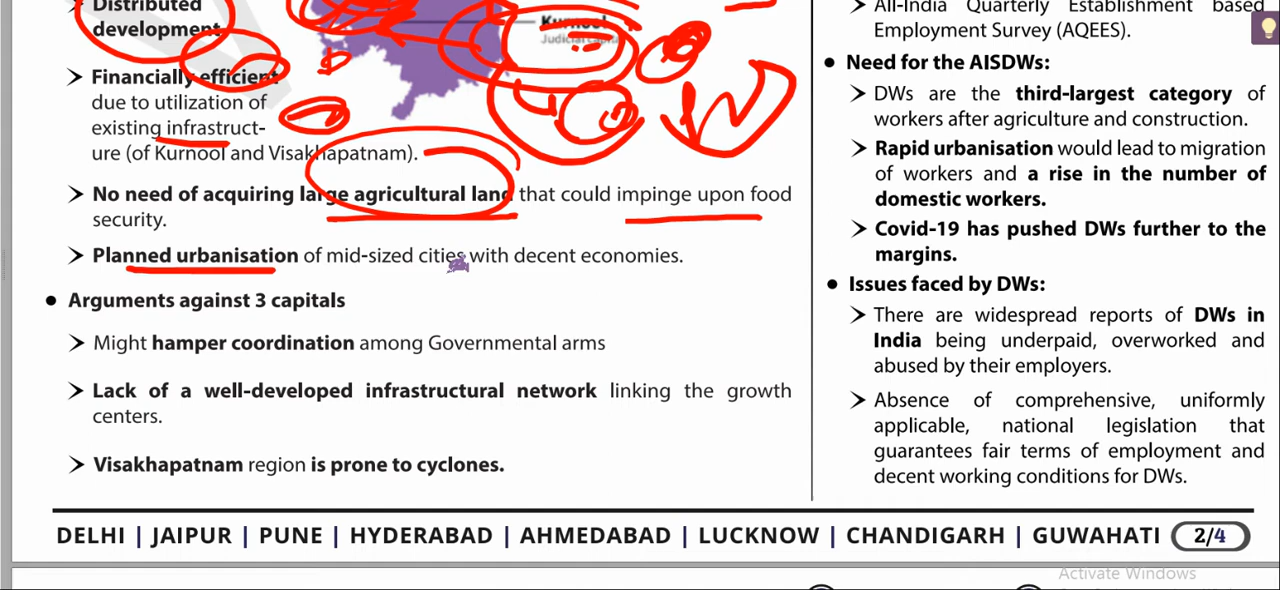 ➤ Distributed
development
➤ Financially efficient
due to utilization of
existing infrastruct-
ure (of Kurnool and Visakhapatnam).
➤ No need of acquiring large agricultural land that could impinge upon food
security.
➤ Planned urbanisation of mid-sized cities with decent economies.
● Arguments against 3 capitals
➤ Might hamper coordination among Governmental arms
➤ Lack of a well-developed infrastructural network linking the growth
centers.
➤ Visakhapatnam region is prone to cyclones.
Kurnool
Judicial capital
➤ All-India Quarterly Establishment based
Employment Survey (AQEES).
● Need for the AISDWs:
➤ DWs are the third-largest category of
workers after agriculture and construction.
➤ Rapid urbanisation would lead to migration
of workers and a rise in the number of
domestic workers.
➤ Covid-19 has pushed DWs further to the
margins.
● Issues faced by DWs:
➤ There are widespread reports of DWs in
India being underpaid, overworked and
abused by their employers.
➤ Absence of comprehensive, uniformly
applicable, national legislation that
guarantees fair terms of employment and
decent working conditions for DWs.
DELHI | JAIPUR | PUNE | HYDERABAD | AHMEDABAD | LUCKNOW | CHANDIGARH | GUWAHATI 2/4
Activate Windows